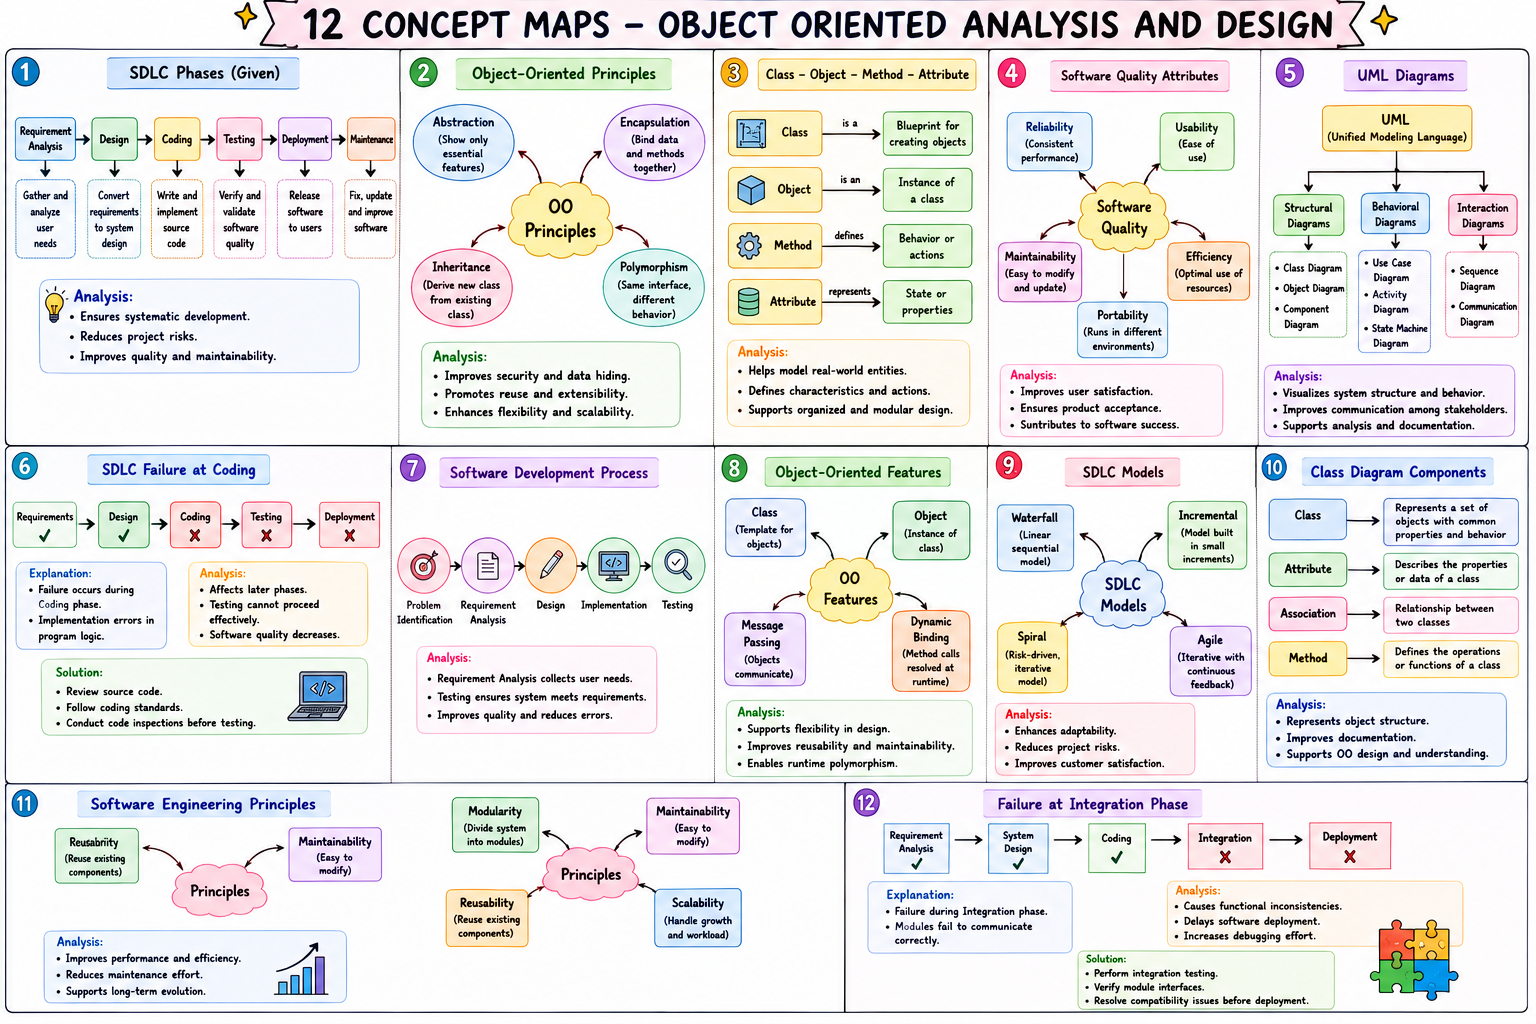 12 CONCEPT MAPS – OBJECT ORIENTED ANALYSIS AND DESIGN
1
SDLC Phases (Given)
Requirement
Analysis
Design
Coding
Testing
Deployment
Maintenance
Gather and
analyze
user
needs
Convert
requirements
to system
design
Write and
implement
source
code
Verify and
validate
software
quality
Release
software
to users
Fix, update
and improve
software
Analysis:
• Ensures systematic development.
• Reduces project risks.
• Improves quality and maintainability.
2
Object-Oriented Principles
Abstraction
(Show only
essential
features)
Encapsulation
(Bind data
and methods
together)
OO
Principles
Inheritance
(Derive new class
from existing
class)
Polymorphism
(Same interface,
different
behavior)
Analysis:
• Improves security and data hiding.
• Promotes reuse and extensibility.
• Enhances flexibility and scalability.
3
Class – Object – Method – Attribute
Class
is a
Blueprint for
creating objects
Object
is an
Instance of
a class
Method
defines
Behavior or
actions
Attribute
represents
State or
properties
Analysis:
• Helps model real-world entities.
• Defines characteristics and actions.
• Supports organized and modular design.
4
Software Quality Attributes
Reliability
(Consistent
performance)
Usability
(Ease of
use)
Software
Quality
Maintainability
(Easy to modify
and update)
Efficiency
(Optimal use of
resources)
Portability
(Runs in different
environments)
Analysis:
• Improves user satisfaction.
• Ensures product acceptance.
• Suntributes to software success.
5
UML Diagrams
UML
(Unified Modeling Language)
Structural
Diagrams
Behavioral
Diagrams
Interaction
Diagrams
• Class Diagram
• Object Diagram
• Component
Diagram
• Use Case
Diagram
• Activity
Diagram
• State Machine
Diagram
• Sequence
Diagram
• Communication
Diagram
Analysis:
• Visualizes system structure and behavior.
• Improves communication among stakeholders.
• Supports analysis and documentation.
6
SDLC Failure at Coding
Requirements
Design
Coding
Testing
Deployment
Explanation:
• Failure occurs during
Coding phase.
• Implementation errors in
program logic.
Analysis:
• Affects later phases.
• Testing cannot proceed
effectively.
• Software quality decreases.
Solution:
• Review source code.
• Follow coding standards.
• Conduct code inspections before testing.
</>
7
Software Development Process
</>
Problem
Identification
Requirement
Analysis
Design
Implementation
Testing
Analysis:
• Requirement Analysis collects user needs.
• Testing ensures system meets requirements.
• Improves quality and reduces errors.
8
Object-Oriented Features
Class
(Template for
objects)
Object
(Instance of
class)
OO
Features
Message
Passing
(Objects
communicate)
Dynamic
Binding
(Method calls
resolved at
runtime)
Analysis:
• Supports flexibility in design.
• Improves reusability and maintainability.
• Enables runtime polymorphism.
9
SDLC Models
Waterfall
(Linear
sequential
model)
Incremental
(Model built
in small
increments)
SDLC
Models
Spiral
(Risk-driven,
iterative
model)
Agile
(Iterative with
continuous
feedback)
Analysis:
• Enhances adaptability.
• Reduces project risks.
• Improves customer satisfaction.
10
Class Diagram Components
Class
Represents a set of
objects with common
properties and behavior
Attribute
Describes the properties
or data of a class
Association
Relationship between
two classes
Method
Defines the operations
or functions of a class
Analysis:
• Represents object structure.
• Improves documentation.
• Supports OO design and understanding.
11
Software Engineering Principles
Reusabnity
(Reuse existing
components)
Maintainability
(Easy to
modify)
Principles
Analysis:
• Improves performance and efficiency.
• Reduces maintenance effort.
• Supports long-term evolution.
Modularity
(Divide system
into modules)
Maintainability
(Easy to
modify)
Principles
Reusability
(Reuse existing
components)
Scalability
(Handle growth
and workload)
12
Failure at Integration Phase
Requirement
Analysis
System
Design
Coding
Integration
Deployment
Explanation:
• Failure during Integration phase.
• Modules fail to communicate
correctly.
Analysis:
• Causes functional inconsistencies.
• Delays software deployment.
• Increases debugging effort.
Solution:
• Perform integration testing.
• Verify module interfaces.
• Resolve compatibility issues before deployment.